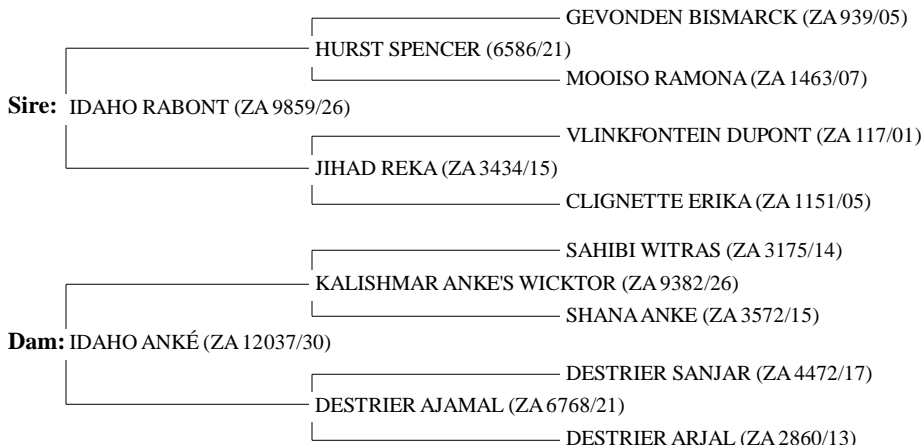 GEVONDEN BISMARCK (ZA 939/05)
HURST SPENCER (6586/21)
MOOISO RAMONA (ZA 1463/07)
Sire: IDAHO RABONT (ZA 9859/26)
VLINKFONTEIN DUPONT (ZA 117/01)
JIHAD REKA (ZA 3434/15)
CLIGNETTE ERIKA (ZA 1151/05)
SAHIBI WITRAS (ZA 3175/14)
KALISHMAR ANKE'S WICKTOR (ZA 9382/26)
SHANA ANKE (ZA 3572/15)
Dam: IDAHO ANKÉ (ZA 12037/30)
DESTRIER SANJAR (ZA 4472/17)
DESTRIER AJAMAL (ZA 6768/21)
DESTRIER ARJAL (ZA 2860/13)